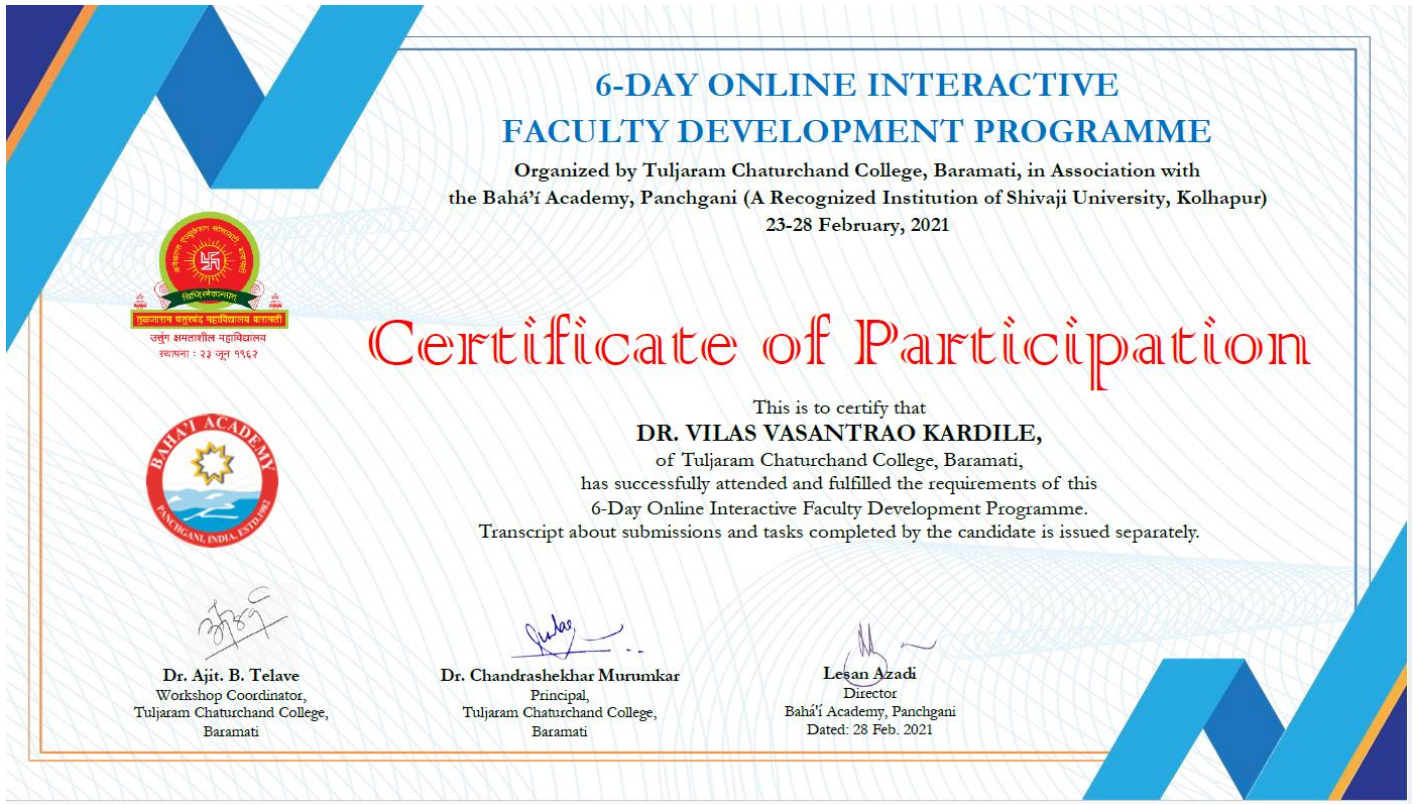 6-DAY ONLINE INTERACTIVE
FACULTY DEVELOPMENT PROGRAMME
Organized by Tuljaram Chaturchand College, Baramati, in Association with
the Bahá'í Academy, Panchgani (A Recognized Institution of Shivaji University, Kolhapur)
23-28 February, 2021
तुळजाराम चतुरचंद महाविद्यालय बारामती
उत्तुंग क्षमताशील महाविद्यालय
स्थापना : २३ जून १९६२
Certificate of Participation
This is to certify that
DR. VILAS VASANTRAO KARDILE,
of Tuljaram Chaturchand College, Baramati,
has successfully attended and fulfilled the requirements of this
6-Day Online Interactive Faculty Development Programme.
Transcript about submissions and tasks completed by the candidate is issued separately.
BAHA'I ACADEMY
PANCHGANI, INDIA, ESTD.1982
Dr. Ajit. B. Telave
Workshop Coordinator,
Tuljaram Chaturchand College,
Baramati
Dr. Chandrashekhar Murumkar
Principal,
Tuljaram Chaturchand College,
Baramati
Lesan Azadi
Director
Bahá'í Academy, Panchgani
Dated: 28 Feb. 2021